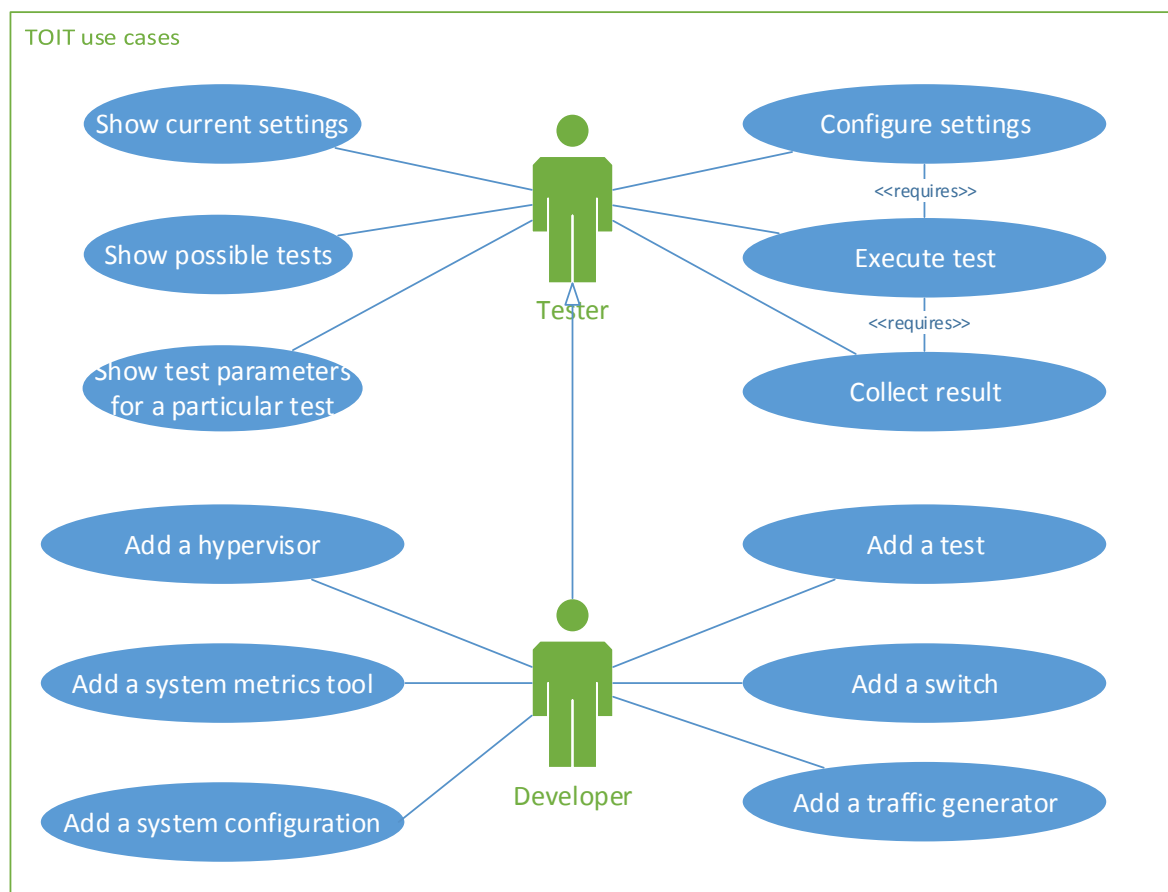 TOIT use cases
Show current settings
Configure settings
<<requires>>
Show possible tests
Execute test
Tester
<<requires>>
Show test parameters
for a particular test
Collect result
Add a hypervisor
Add a test
Add a system metrics tool
Add a switch
Developer
Add a system configuration
Add a traffic generator